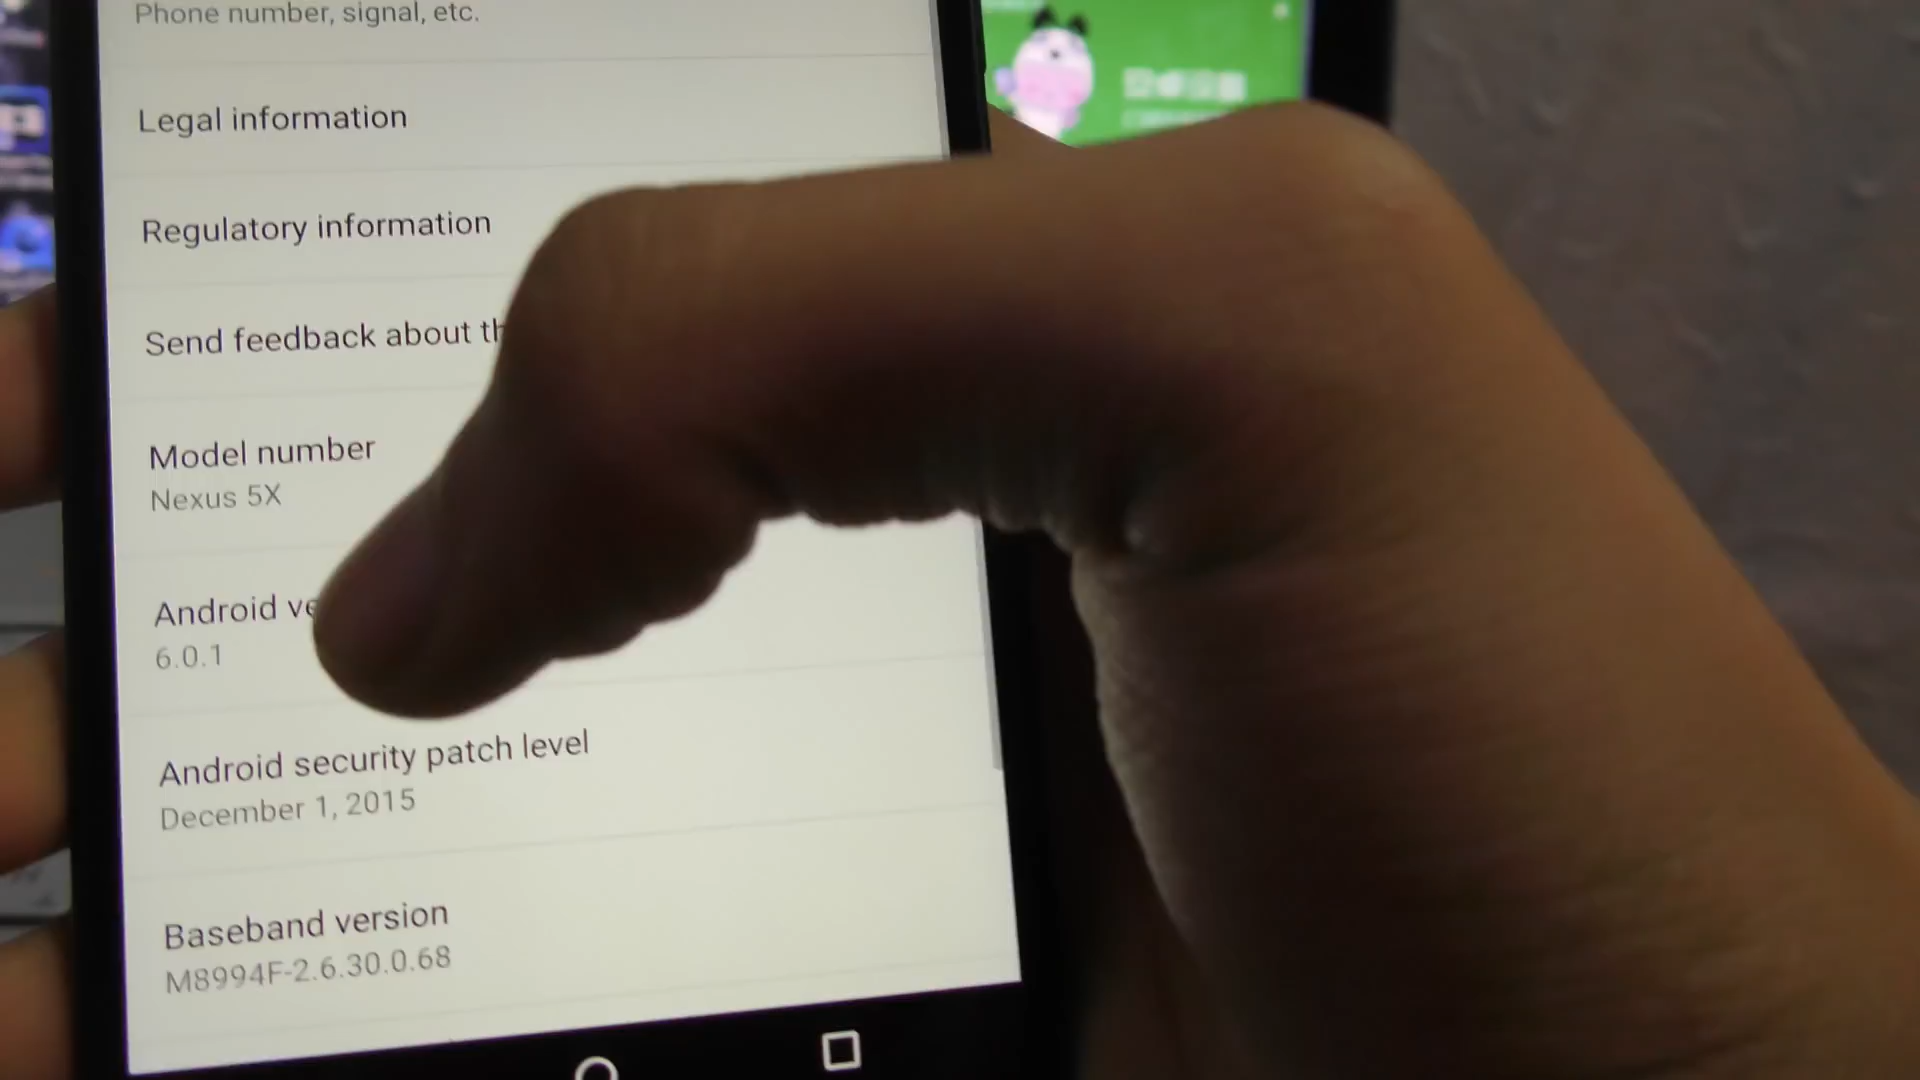 Phone number, signal, etc.
Legal information
Regulatory information
Send feedback about th
Model number
Nexus 5X
Android ve
6.0.1
Android security patch level
December 1, 2015
Baseband version
M8994F-2.6.30.0.68